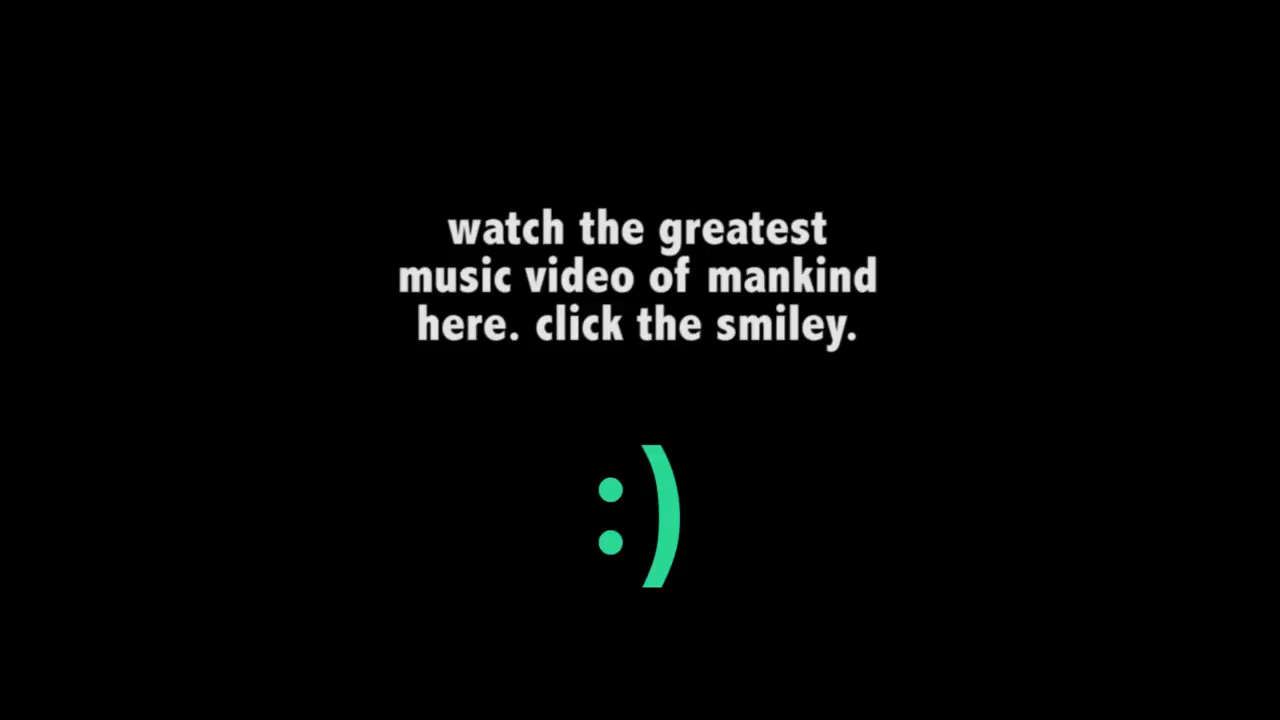 watch the greatest
music video of mankind
here. click the smiley.
:)